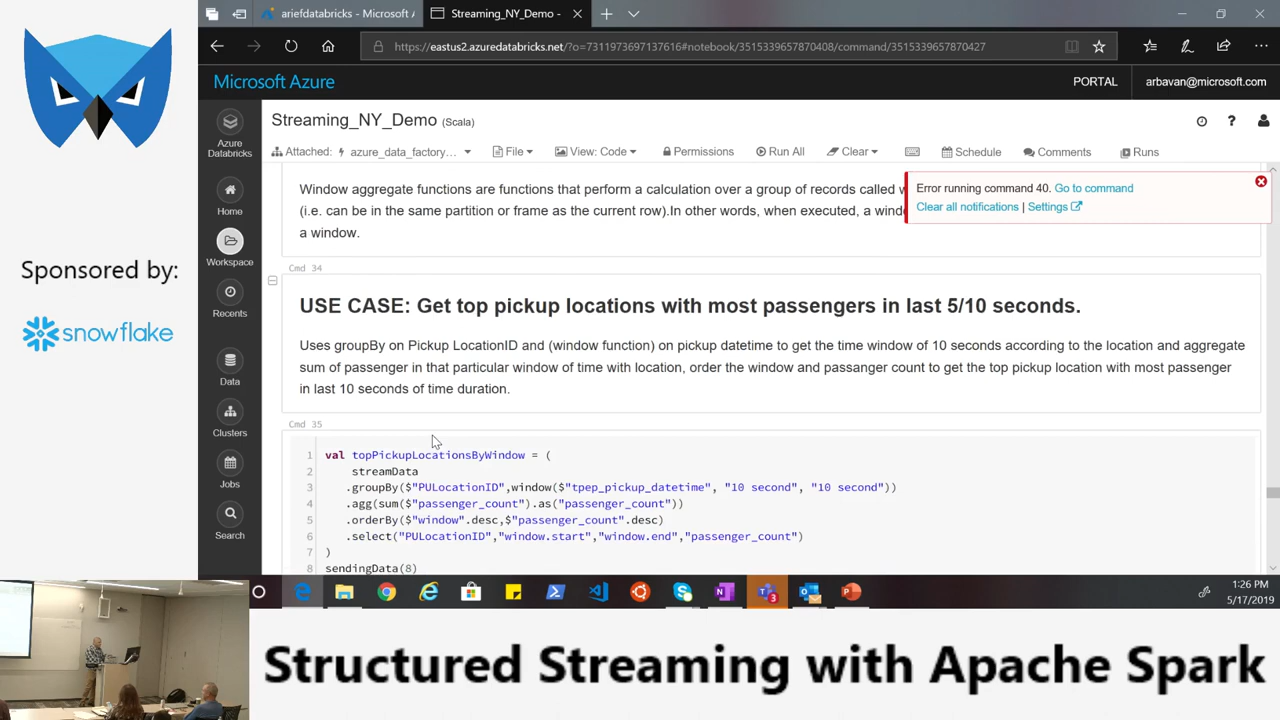 ariefdatabricks - Microsoft A
Streaming_NY_Demo -
https://eastus2.azuredatabricks.net/?o=7311973697137616#notebook/3515339657870408/command/3515339657870427
Microsoft Azure
PORTAL
arbavan@microsoft.com
Streaming_NY_Demo (Scala)
Attached: azure_data_factory...
File
View: Code
Permissions
Run All
Clear
Schedule
Comments
Runs
Azure
Databricks
Home
Workspace
Recents
Data
Clusters
Jobs
Search
Error running command 40. Go to command
Clear all notifications | Settings
Window aggregate functions are functions that perform a calculation over a group of records called w
(i.e. can be in the same partition or frame as the current row).In other words, when executed, a wind
a window.
Cmd 34
USE CASE: Get top pickup locations with most passengers in last 5/10 seconds.
Uses groupBy on Pickup LocationID and (window function) on pickup datetime to get the time window of 10 seconds according to the location and aggregate
sum of passenger in that particular window of time with location, order the window and passanger count to get the top pickup location with most passenger
in last 10 seconds of time duration.
Cmd 35
1 val topPickupLocationsByWindow = (
2 streamData
3 .groupBy($"PULocationID",window($"tpep_pickup_datetime", "10 second", "10 second"))
4 .agg(sum($"passenger_count").as("passenger_count"))
5 .orderBy($"window".desc,$"passenger_count".desc)
6 .select("PULocationID","window.start","window.end","passenger_count")
7 )
8 sendingData(8)
3
1:26 PM
5/17/2019
Sponsored by:
snowflake
Structured Streaming with Apache Spark